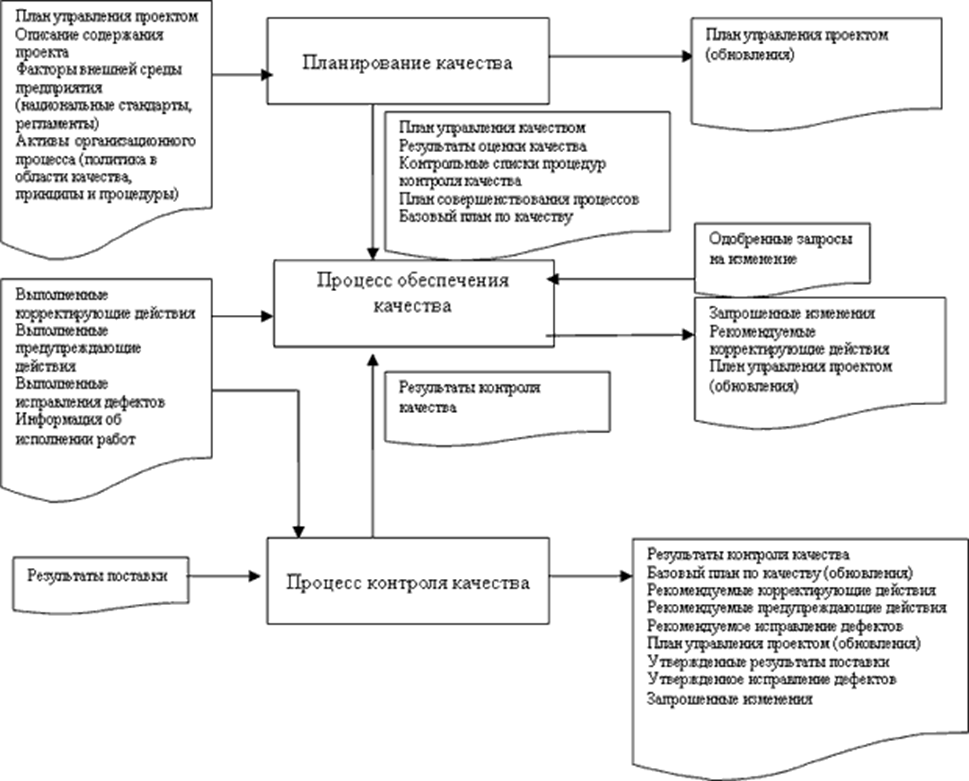 План управления проектом
Описание содержания
проекта
Факторы внешней среды
предприятия
(национальные стандарты,
регламенты)
Активы организационного
процесса (политика в
области качества,
принципы и процедуры)
Планирование качества
План управления проектом
(обновления)
План управления качеством
Результаты оценки качества
Контрольные списки процедур
контроля качества
План совершенствования процессов
Базовый план по качеству
Одобренные запросы
на изменение
Процесс обеспечения
качества
Выполненные
корректирующие действия
Выполненные
предупреждающие
действия
Выполненные
исправления дефектов
Информация об
исполнении работ
Запрошенные изменения
Рекомендуемые
корректирующие действия
Плен управления проектом
(обновления)
Результаты контроля
качества
Результаты поставки
Процесс контроля качества
Результаты контроля качества
Базовый план по качеству (обновления)
Рекомендуемые корректирующие действия
Рекомендуемые предупреждающие действия
Рекомендуемое исправление дефектов
План управления проектом (обновления)
Утвержденные результаты поставки
Утвержденное исправление дефектов
Запрошенные изменения